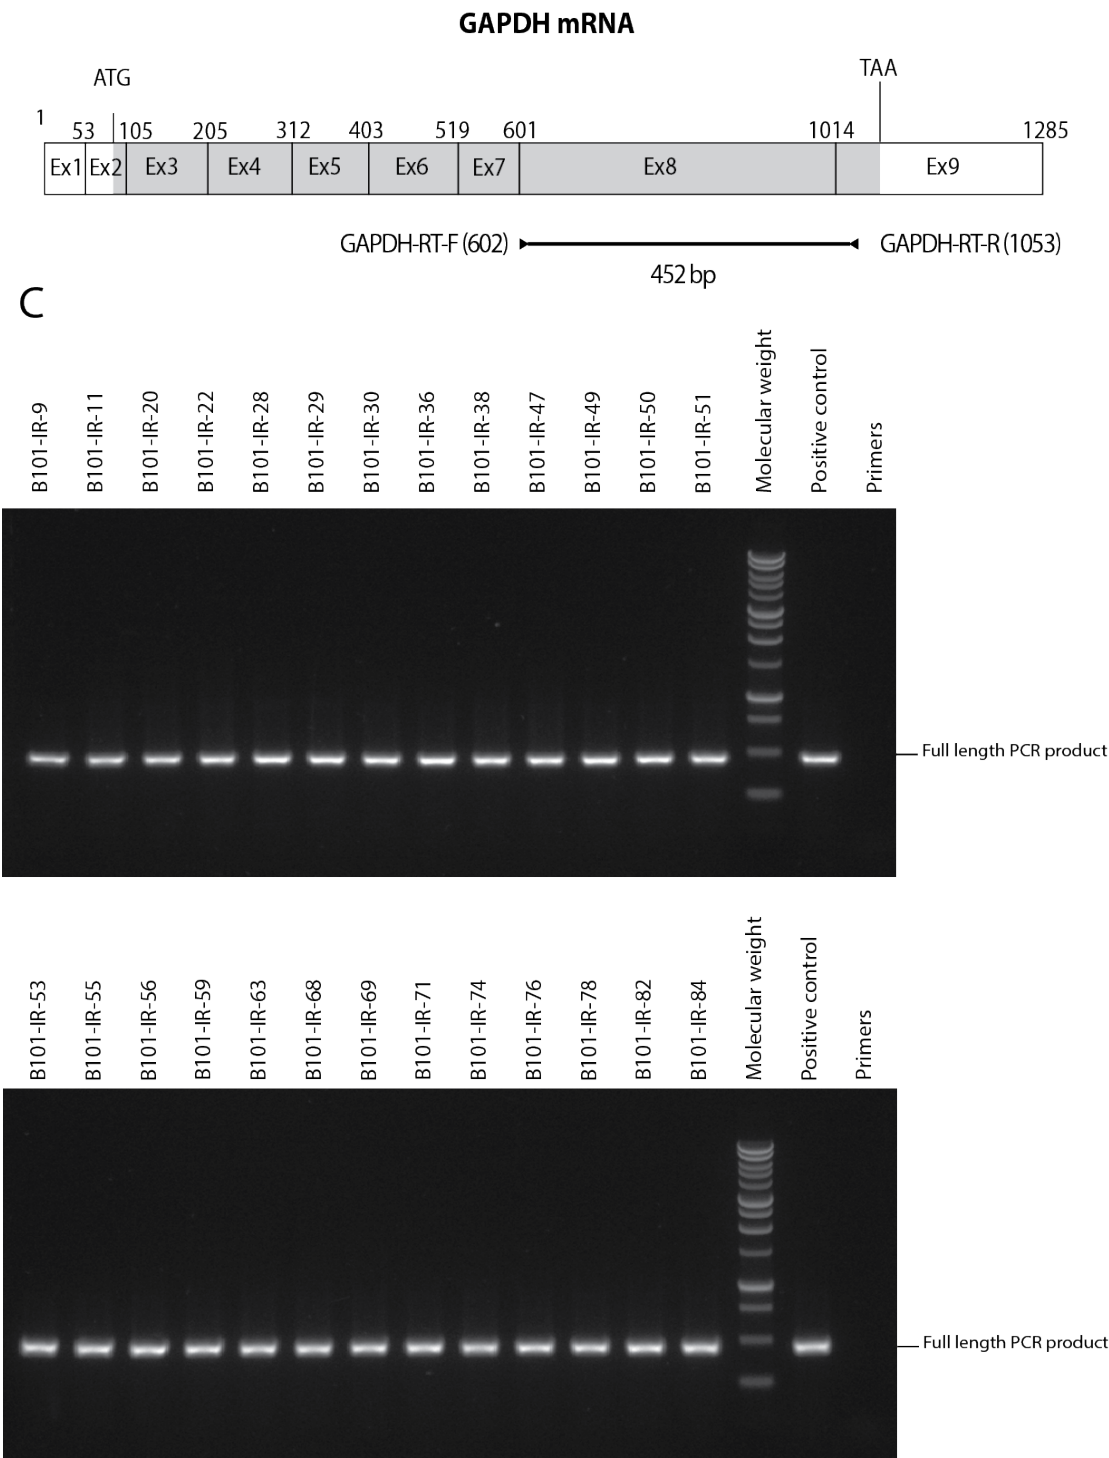 GAPDH mRNA
ATG TAA
1 53 105 205 312 403 519 601 1014 1285
Ex1 Ex2 Ex3 Ex4 Ex5 Ex6 Ex7 Ex8 Ex9
GAPDH-RT-F (602) GAPDH-RT-R (1053)
452 bp
C
B101-IR-9
B101-IR-11
B101-IR-20
B101-IR-22
B101-IR-28
B101-IR-29
B101-IR-30
B101-IR-36
B101-IR-38
B101-IR-47
B101-IR-49
B101-IR-50
B101-IR-51
Molecular weight
Positive control
Primers
Full length PCR product
B101-IR-53
B101-IR-55
B101-IR-56
B101-IR-59
B101-IR-63
B101-IR-68
B101-IR-69
B101-IR-71
B101-IR-74
B101-IR-76
B101-IR-78
B101-IR-82
B101-IR-84
Molecular weight
Positive control
Primers
Full length PCR product